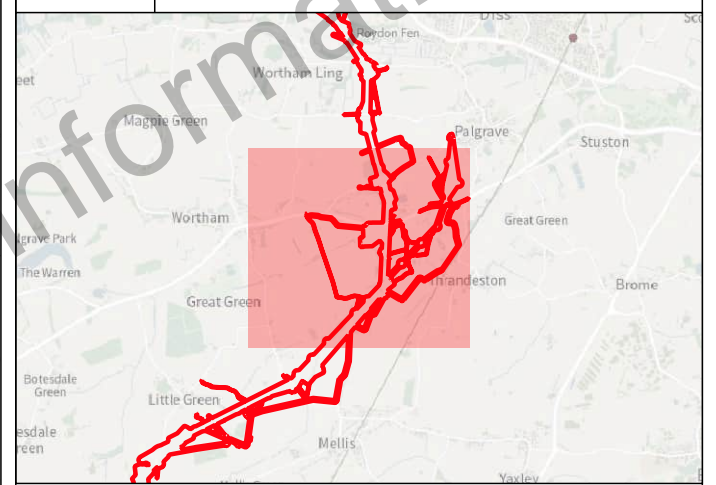 Diss
Roydon Fen
Wortham Ling
Magpie Green
Palgrave
Stuston
Wortham
Great Green
The Warren
Thrandeston
Brome
Great Green
Botesdale
Green
Little Green
Mellis
Yaxley